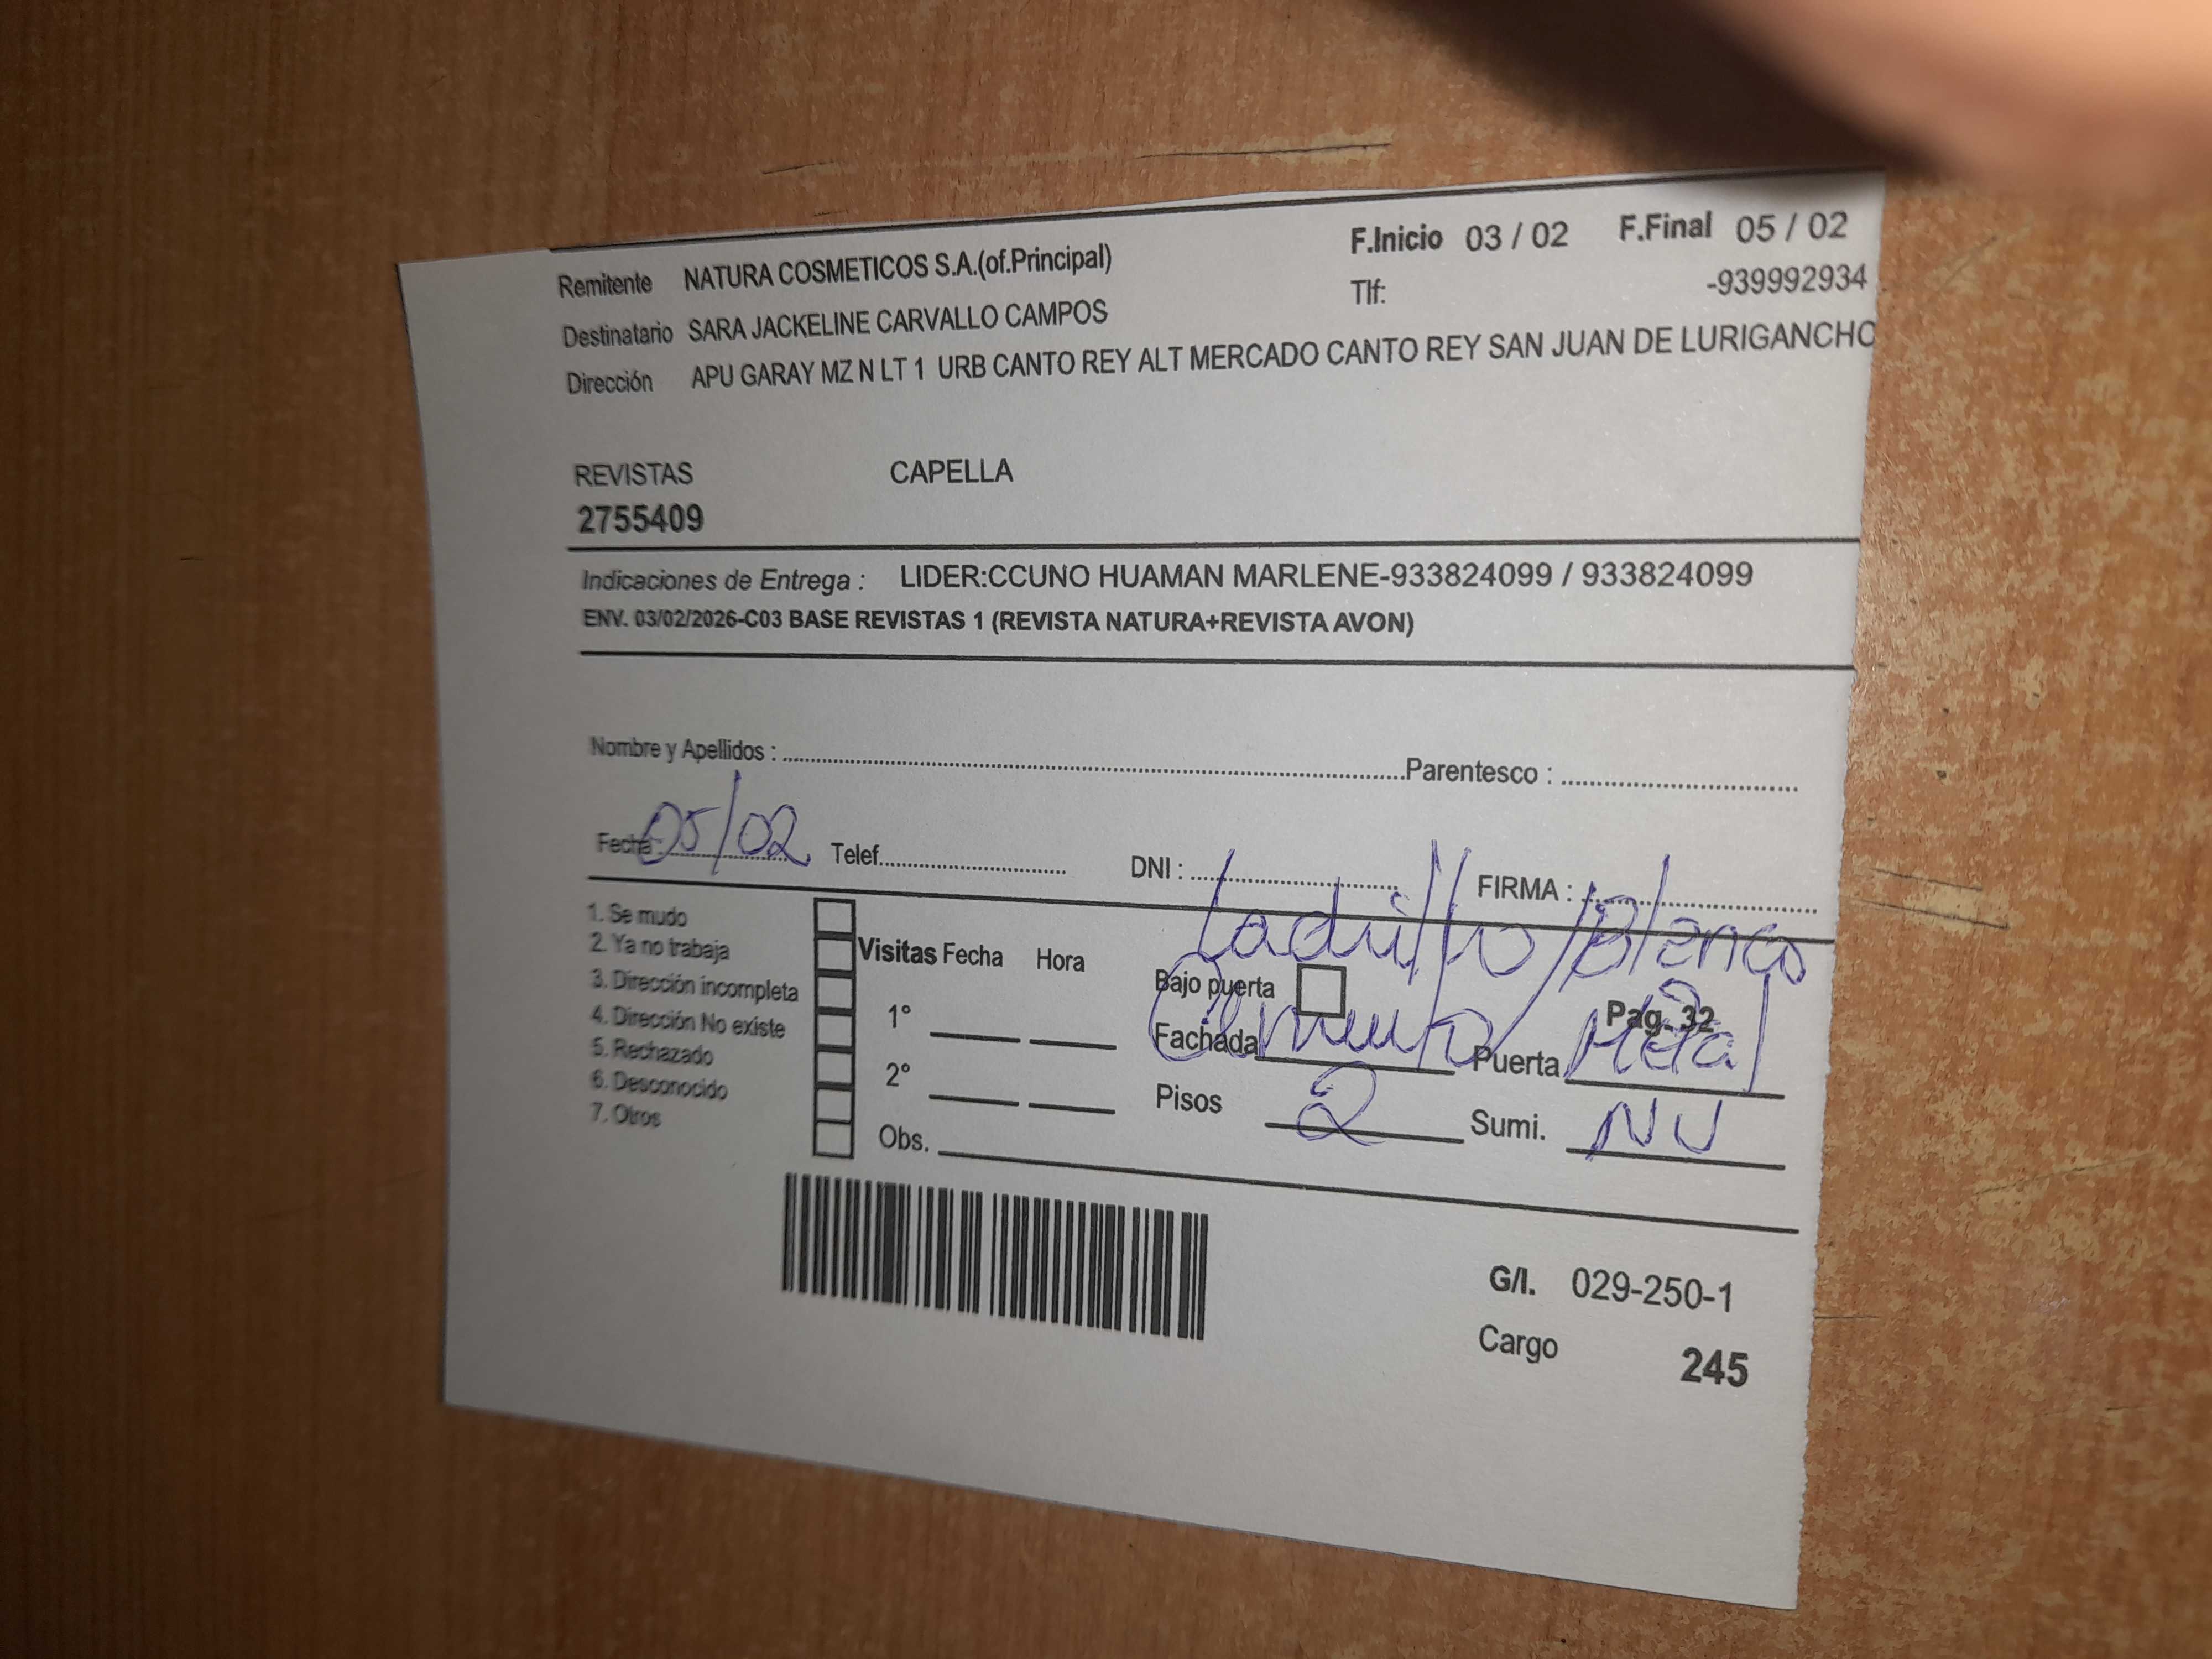 Remitente NATURA COSMETICOS S.A.(of.Principal) F.Inicio 03 / 02 F.Final 05 / 02
Destinatario SARA JACKELINE CARVALLO CAMPOS Tlf: -939992934
Dirección APU GARAY MZ N LT 1 URB CANTO REY ALT MERCADO CANTO REY SAN JUAN DE LURIGANCHO
REVISTAS CAPELLA
2755409
Indicaciones de Entrega : LIDER:CCUNO HUAMAN MARLENE-933824099 / 933824099
ENV. 03/02/2026-C03 BASE REVISTAS 1 (REVISTA NATURA+REVISTA AVON)
Nombre y Apellidos : Parentesco :
Fecha : 05/02 Telef. DNI : FIRMA :
Ladrillo/Blanco
1. Se mudo
2. Ya no trabaja
3. Dirección incompleta
4. Dirección No existe
5. Rechazado
6. Desconocido
7. Otros
Visitas Fecha Hora
1°
2°
Obs.
Bajo puerta Pag. 32
Fachada Cemento Puerta Metal
Pisos 2 Sumi. NV
G/I. 029-250-1
Cargo 245